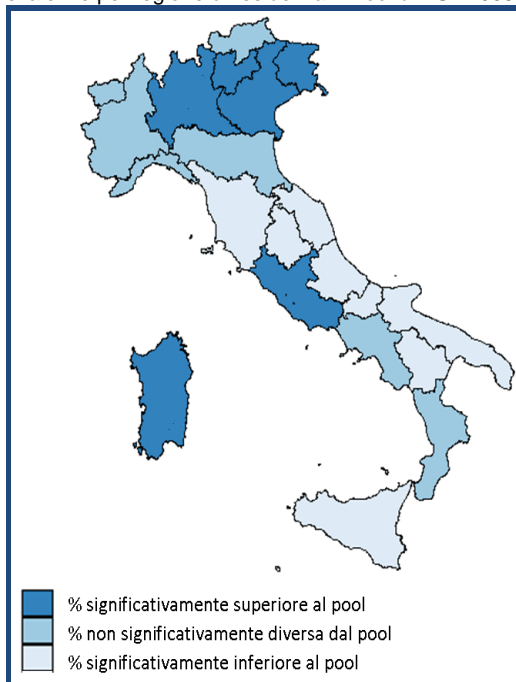 % significativamente superiore al pool
% non significativamente diversa dal pool
% significativamente inferiore al pool